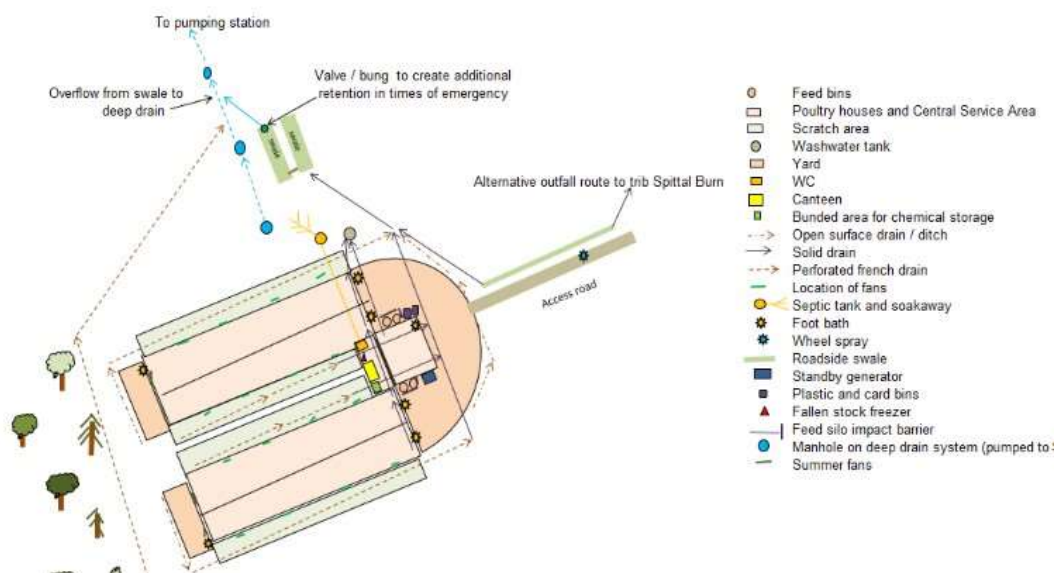 To pumping station
Valve / bung to create additional
retention in times of emergency
Overflow from swale to
deep drain
swale
swale
Alternative outfall route to trib Spittal Burn
Access road
Feed bins
Poultry houses and Central Service Area
Scratch area
Washwater tank
Yard
WC
Canteen
Bunded area for chemical storage
Open surface drain / ditch
Solid drain
Perforated french drain
Location of fans
Septic tank and soakaway
Foot bath
Wheel spray
Roadside swale
Standby generator
Plastic and card bins
Fallen stock freezer
Feed silo impact barrier
Manhole on deep drain system (pumped to
Summer fans